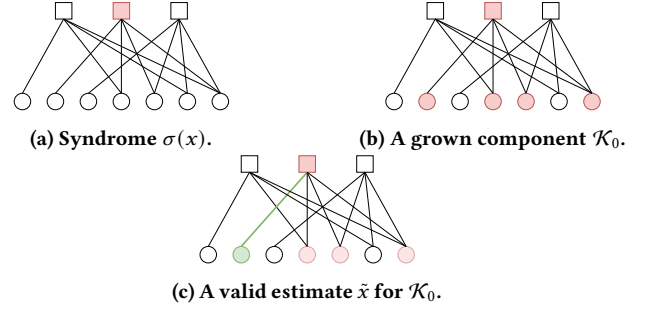 (a) Syndrome σ(x).
(b) A grown component 𝒦₀.
(c) A valid estimate x̃ for 𝒦₀.